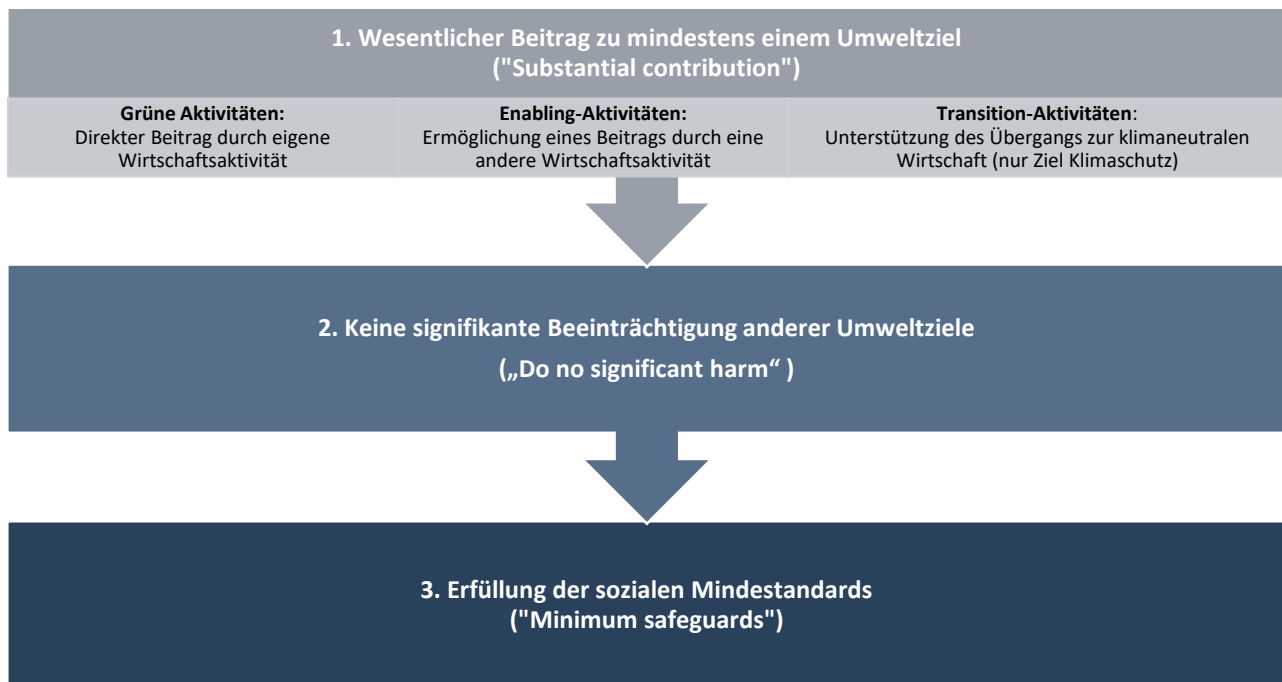 1. Wesentlicher Beitrag zu mindestens einem Umweltziel
("Substantial contribution")
Grüne Aktivitäten:
Direkter Beitrag durch eigene
Wirtschaftsaktivität
Enabling-Aktivitäten:
Ermöglichung eines Beitrags durch eine
andere Wirtschaftsaktivität
Transition-Aktivitäten:
Unterstützung des Übergangs zur klimaneutralen
Wirtschaft (nur Ziel Klimaschutz)
2. Keine signifikante Beeinträchtigung anderer Umweltziele
(„Do no significant harm“ )
3. Erfüllung der sozialen Mindestandards
("Minimum safeguards")